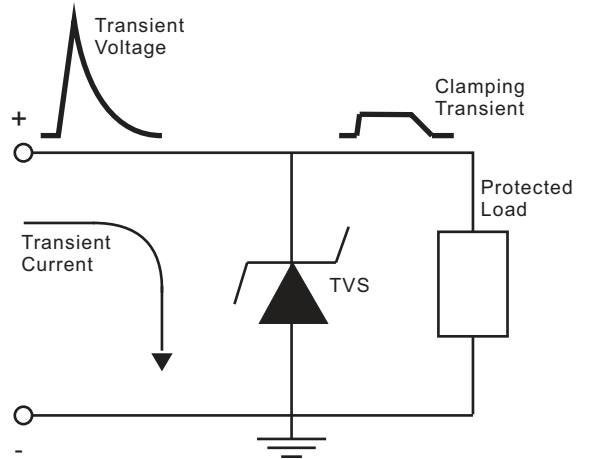 Transient
Voltage
Clamping
Transient
+
Protected
Load
Transient
Current
TVS
-